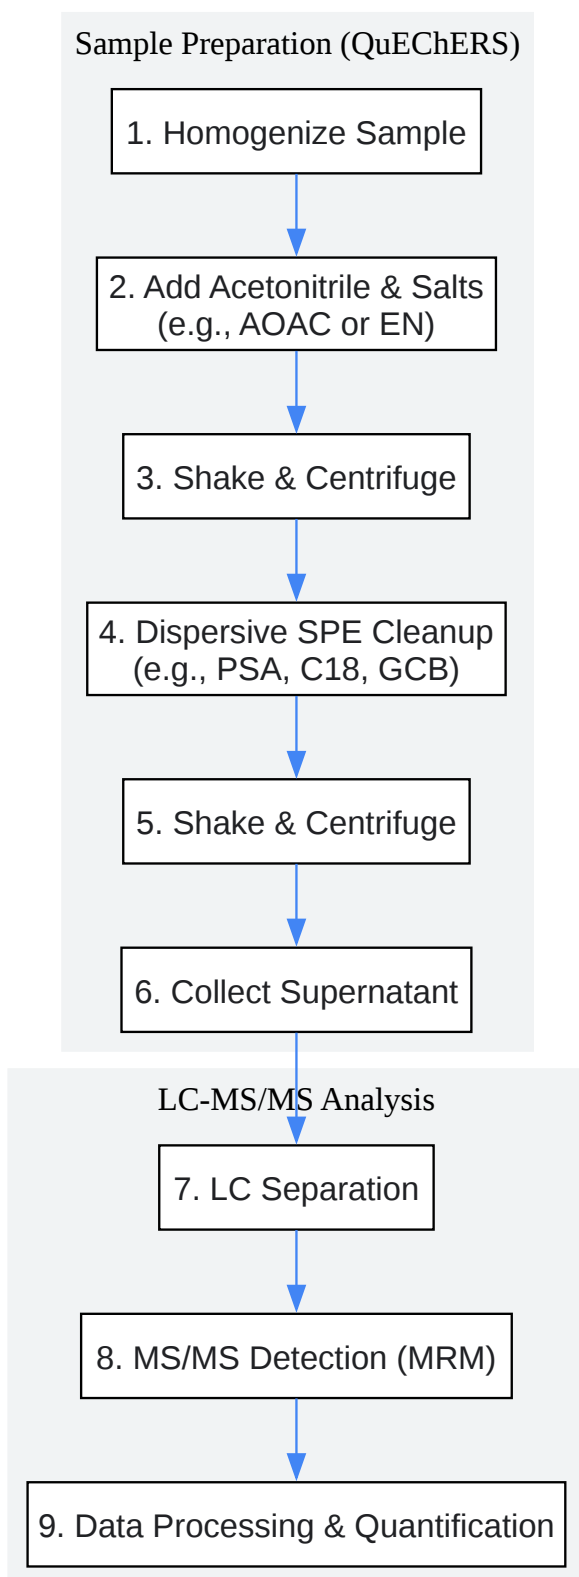 Sample Preparation (QuEChERS)
1. Homogenize Sample
2. Add Acetonitrile & Salts
(e.g., AOAC or EN)
3. Shake & Centrifuge
4. Dispersive SPE Cleanup
(e.g., PSA, C18, GCB)
5. Shake & Centrifuge
6. Collect Supernatant
LC-MS/MS Analysis
7. LC Separation
8. MS/MS Detection (MRM)
9. Data Processing & Quantification